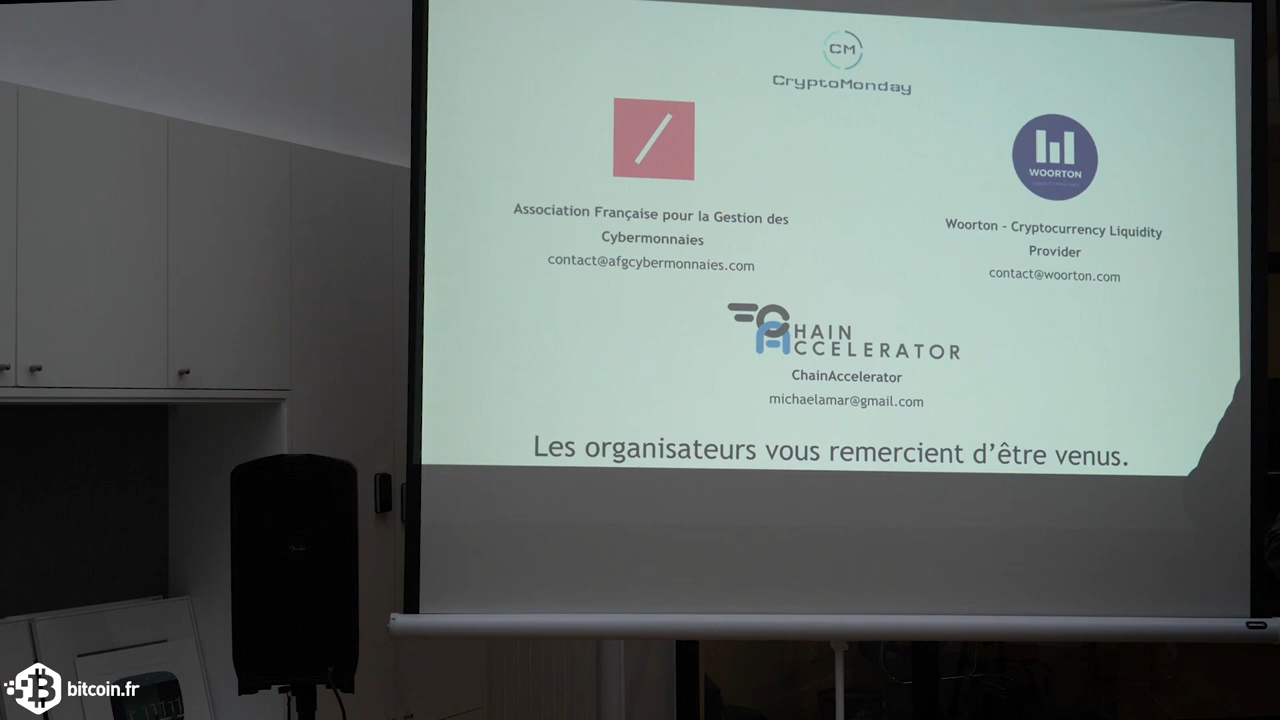 CM
CryptoMonday
Association Française pour la Gestion des
Cybermonnaies
contact@afgcybermonnaies.com
WOORTON
Woorton - Cryptocurrency Liquidity
Provider
contact@woorton.com
CHAIN
ACCELERATOR
ChainAccelerator
michaelamar@gmail.com
Les organisateurs vous remercient d'être venus.
Fender
bitcoin.fr